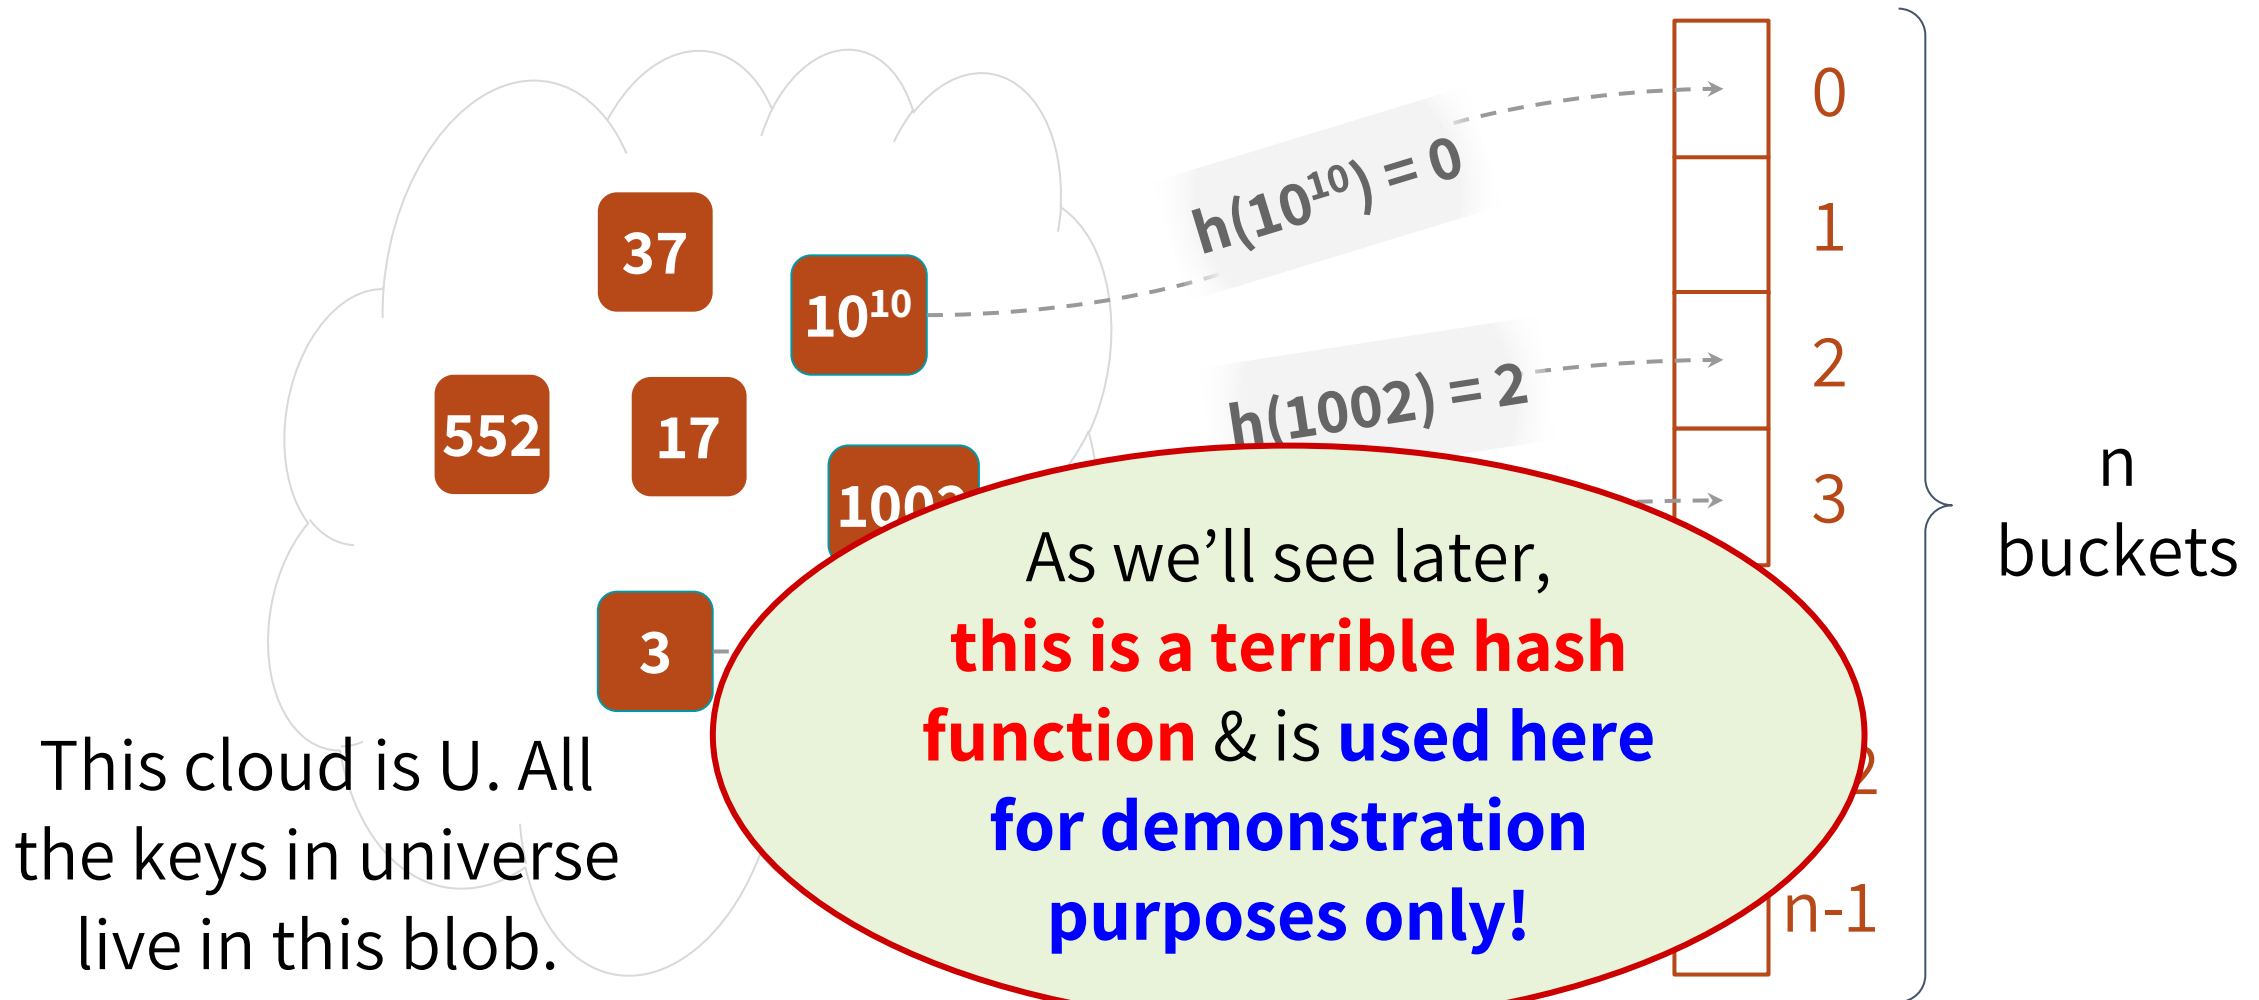 37
10¹⁰
552
17
3
h(10¹⁰) = 0
h(1002) = 2
0
1
2
3
n-1
n
buckets
This cloud is U. All
the keys in universe
live in this blob.
As we’ll see later,
this is a terrible hash
function & is used here
for demonstration
purposes only!